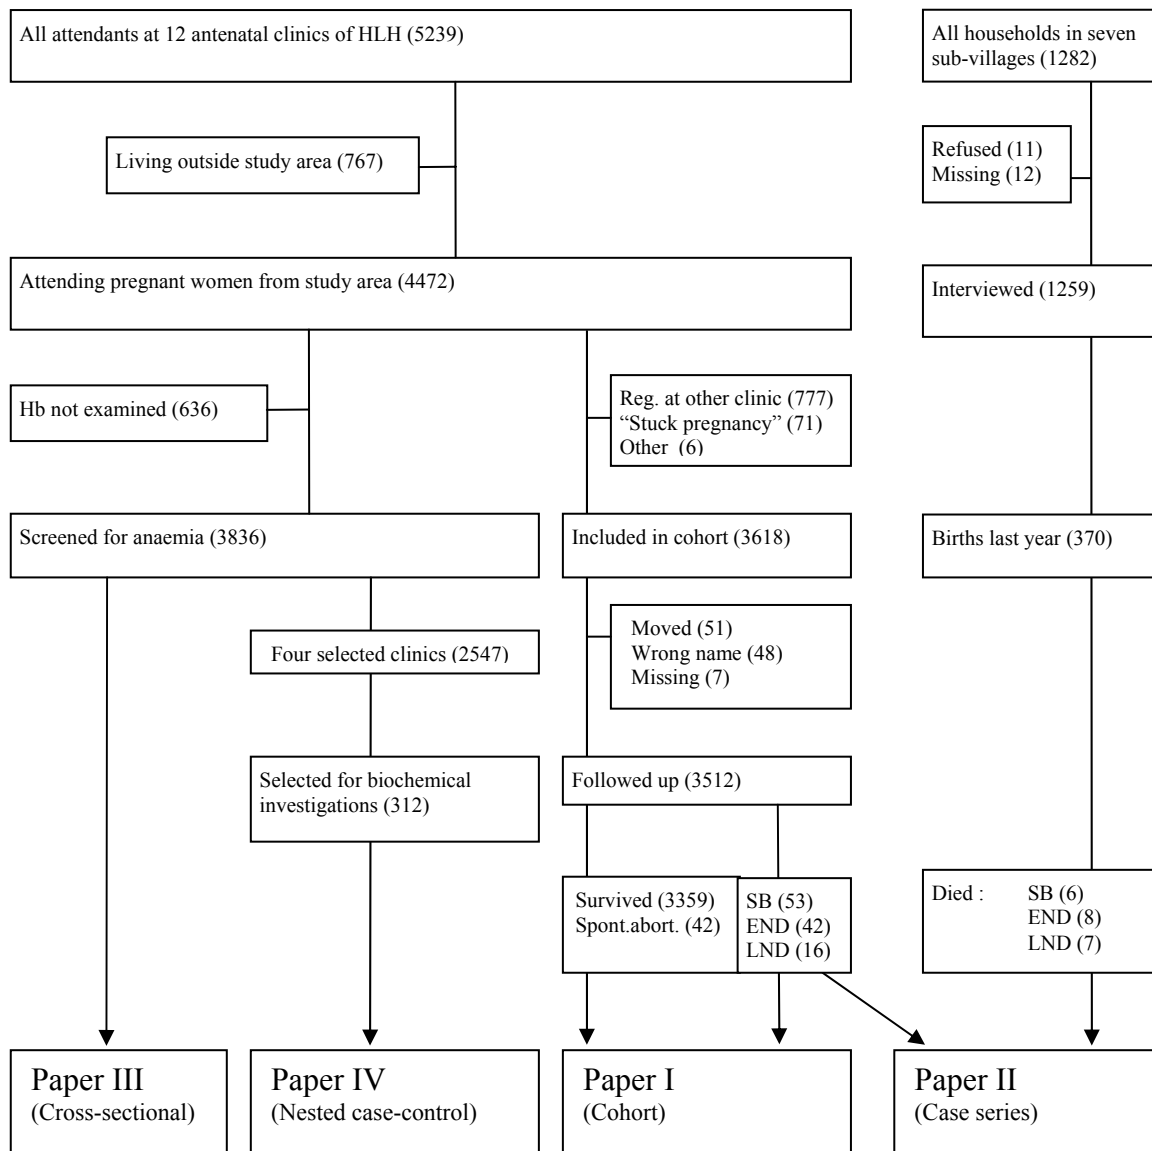 All attendants at 12 antenatal clinics of HLH (5239)
All households in seven
sub-villages (1282)
Living outside study area (767)
Refused (11)
Missing (12)
Attending pregnant women from study area (4472)
Interviewed (1259)
Hb not examined (636)
Reg. at other clinic (777)
“Stuck pregnancy” (71)
Other (6)
Screened for anaemia (3836)
Included in cohort (3618)
Births last year (370)
Four selected clinics (2547)
Moved (51)
Wrong name (48)
Missing (7)
Selected for biochemical
investigations (312)
Followed up (3512)
Survived (3359)
Spont.abort. (42)
SB (53)
END (42)
LND (16)
Died : SB (6)
END (8)
LND (7)
Paper III
(Cross-sectional)
Paper IV
(Nested case-control)
Paper I
(Cohort)
Paper II
(Case series)